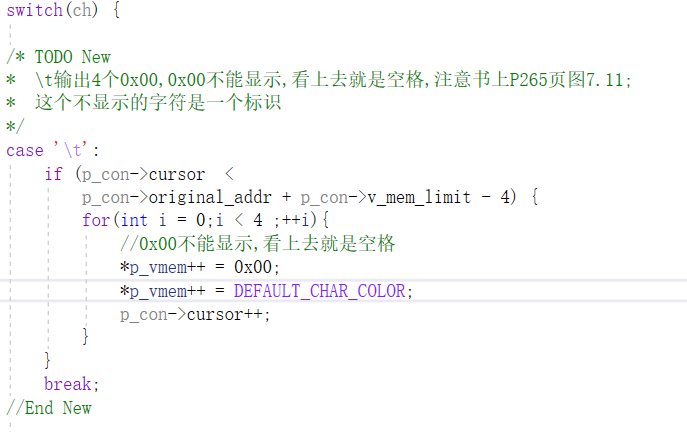 switch(ch) {
/* TODO New
*  \t输出4个0x00,0x00不能显示,看上去就是空格,注意书上P265页图7.11;
*  这个不显示的字符是一个标识
*/
case '\t':
if (p_con->cursor  <
p_con->original_addr + p_con->v_mem_limit - 4) {
for(int i = 0;i < 4 ;++i){
//0x00不能显示,看上去就是空格
*p_vmem++ = 0x00;
*p_vmem++ = DEFAULT_CHAR_COLOR;
p_con->cursor++;
}
}
break;
//End New